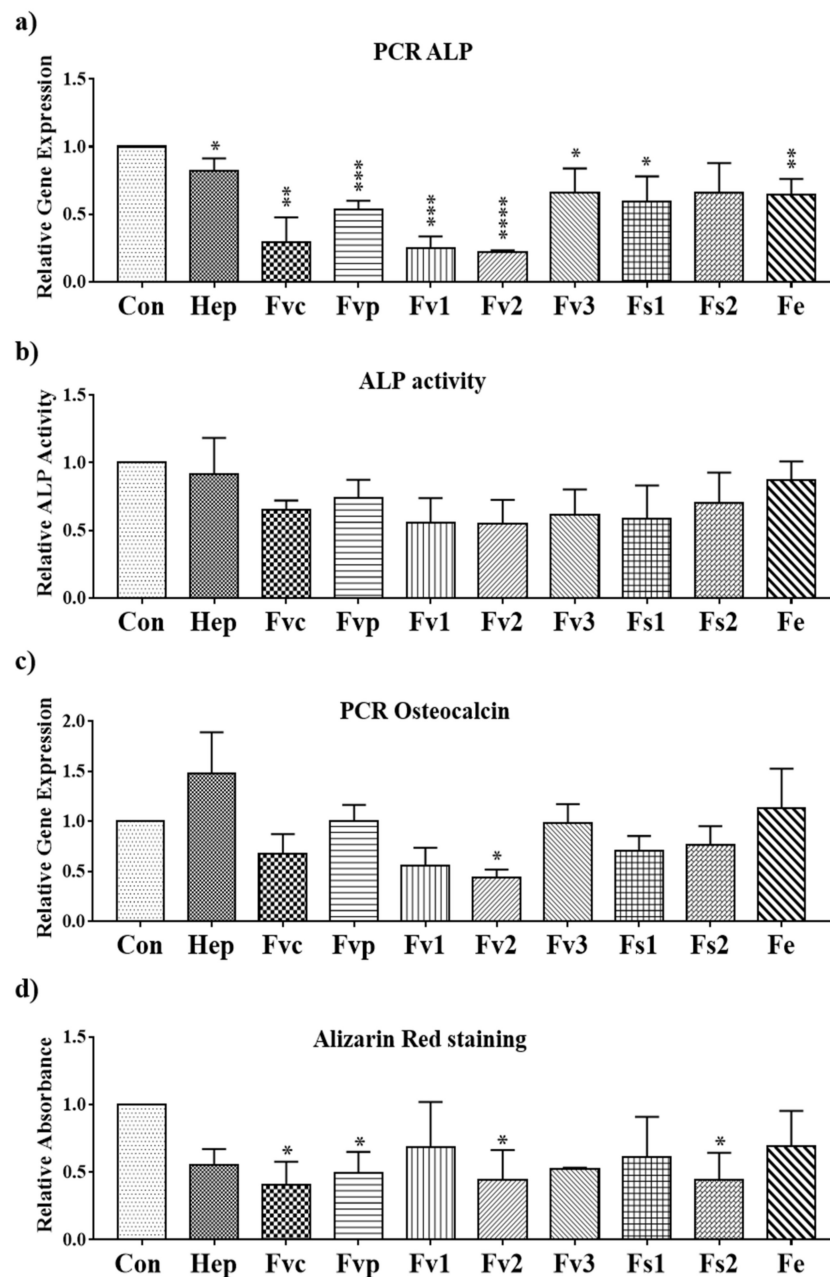 a)
PCR ALP
Relative Gene Expression
1.5
1.0
0.5
0.0
* ** *** *** **** * * **
Con Hep Fvc Fvp Fv1 Fv2 Fv3 Fs1 Fs2 Fe
b)
ALP activity
Relative ALP Activity
1.5
1.0
0.5
0.0
Con Hep Fvc Fvp Fv1 Fv2 Fv3 Fs1 Fs2 Fe
c)
PCR Osteocalcin
Relative Gene Expression
2.0
1.5
1.0
0.5
0.0
*
Con Hep Fvc Fvp Fv1 Fv2 Fv3 Fs1 Fs2 Fe
d)
Alizarin Red staining
Relative Absorbance
1.5
1.0
0.5
0.0
* * * *
Con Hep Fvc Fvp Fv1 Fv2 Fv3 Fs1 Fs2 Fe